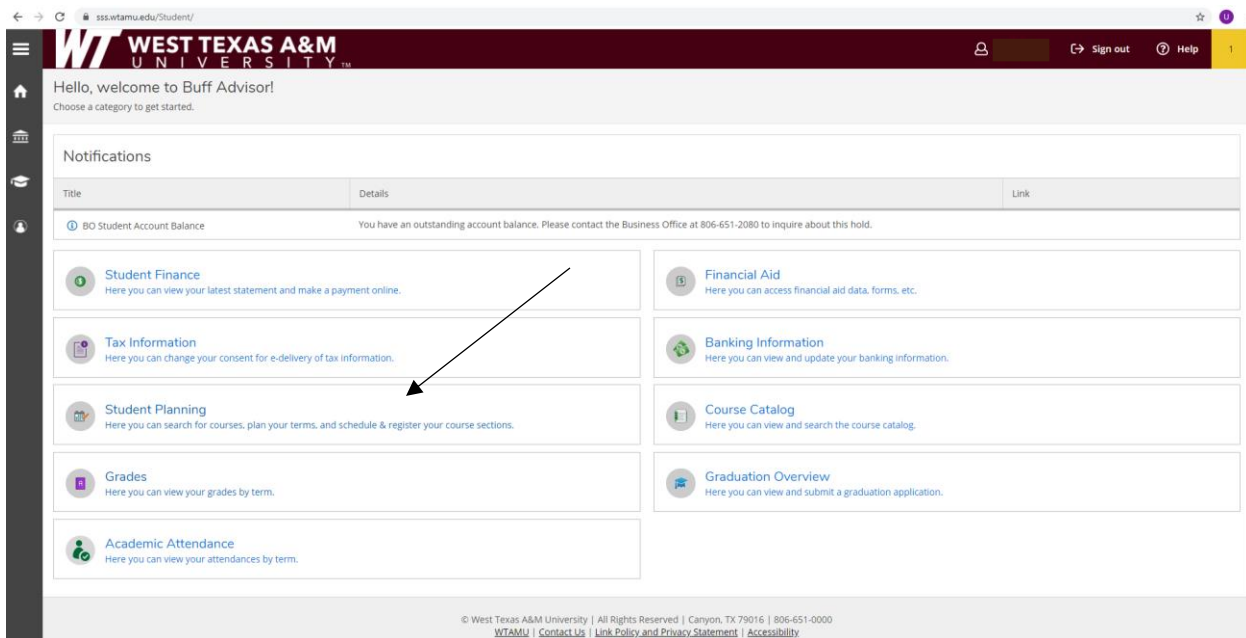 sss.wtamu.edu/Student/
U
WT WEST TEXAS A&M
UNIVERSITY™
Sign out
Help
1
Hello, welcome to Buff Advisor!
Choose a category to get started.
Notifications
Title Details Link
BO Student Account Balance You have an outstanding account balance. Please contact the Business Office at 806-651-2080 to inquire about this hold.
Student Finance
Here you can view your latest statement and make a payment online.
Financial Aid
Here you can access financial aid data, forms, etc.
Tax Information
Here you can change your consent for e-delivery of tax information.
Banking Information
Here you can view and update your banking information.
Student Planning
Here you can search for courses, plan your terms, and schedule & register your course sections.
Course Catalog
Here you can view and search the course catalog.
Grades
Here you can view your grades by term.
Graduation Overview
Here you can view and submit a graduation application.
Academic Attendance
Here you can view your attendances by term.
© West Texas A&M University | All Rights Reserved | Canyon, TX 79016 | 806-651-0000
WTAMU | Contact Us | Link Policy and Privacy Statement | Accessibility